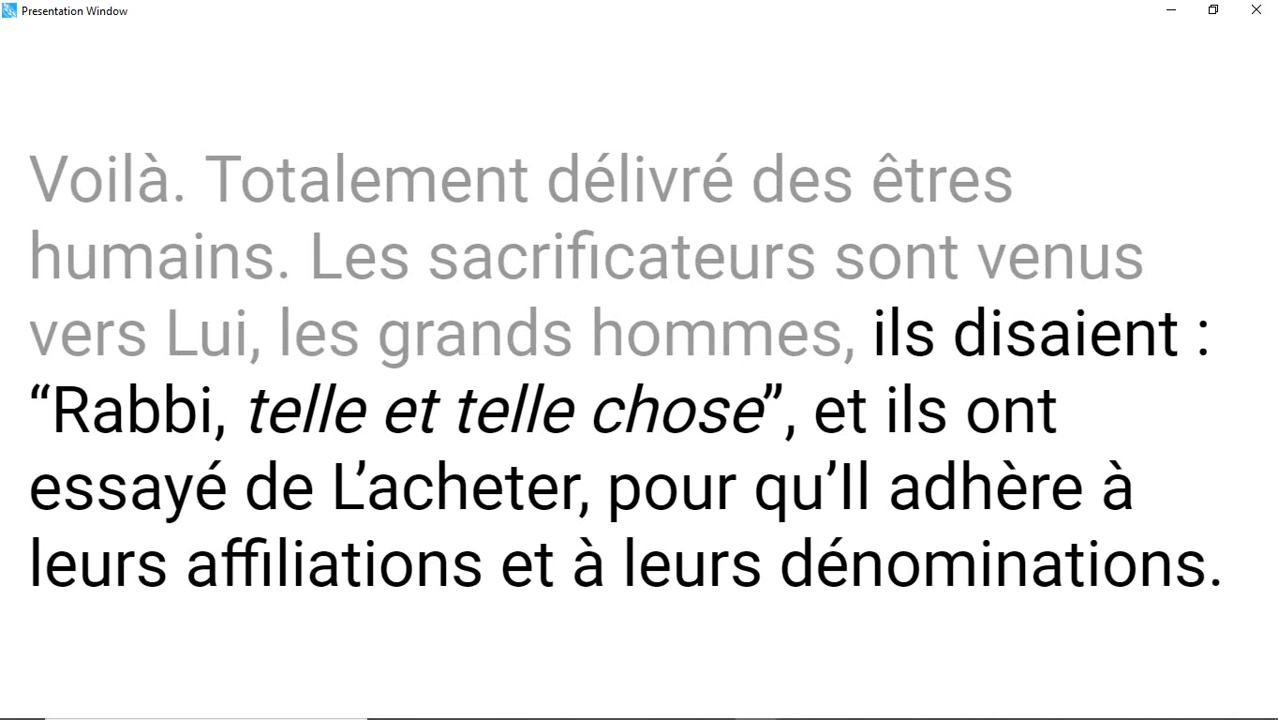 Presentation Window
Voilà. Totalement délivré des êtres
humains. Les sacrificateurs sont venus
vers Lui, les grands hommes, ils disaient :
“Rabbi, telle et telle chose”, et ils ont
essayé de L’acheter, pour qu’Il adhère à
leurs affiliations et à leurs dénominations.